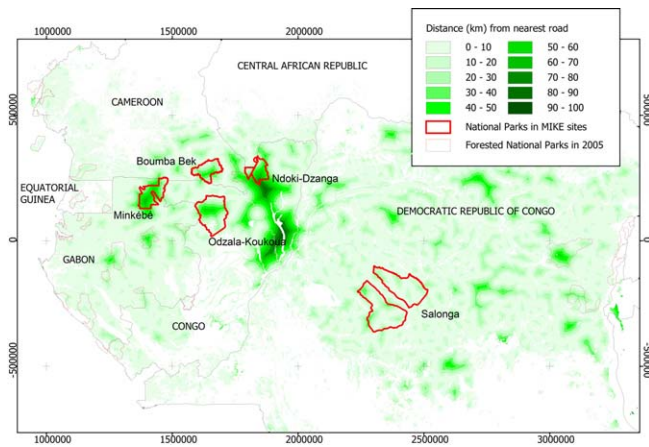 1000000 1500000 2000000
Distance (km) from nearest road
0 - 10 50 - 60
10 - 20 60 - 70
20 - 30 70 - 80
30 - 40 80 - 90
40 - 50 90 - 100
National Parks in MIKE sites
Forested National Parks in 2005
CENTRAL AFRICAN REPUBLIC
CAMEROON
500000 500000
Boumba Bek
Ndoki-Dzanga
EQUATORIAL
GUINEA
Minkébé
DEMOCRATIC REPUBLIC OF CONGO
Odzala-Koukoua
0 0
GABON
Salonga
CONGO
-500000 -500000
1000000 1500000 2000000 2500000 3000000